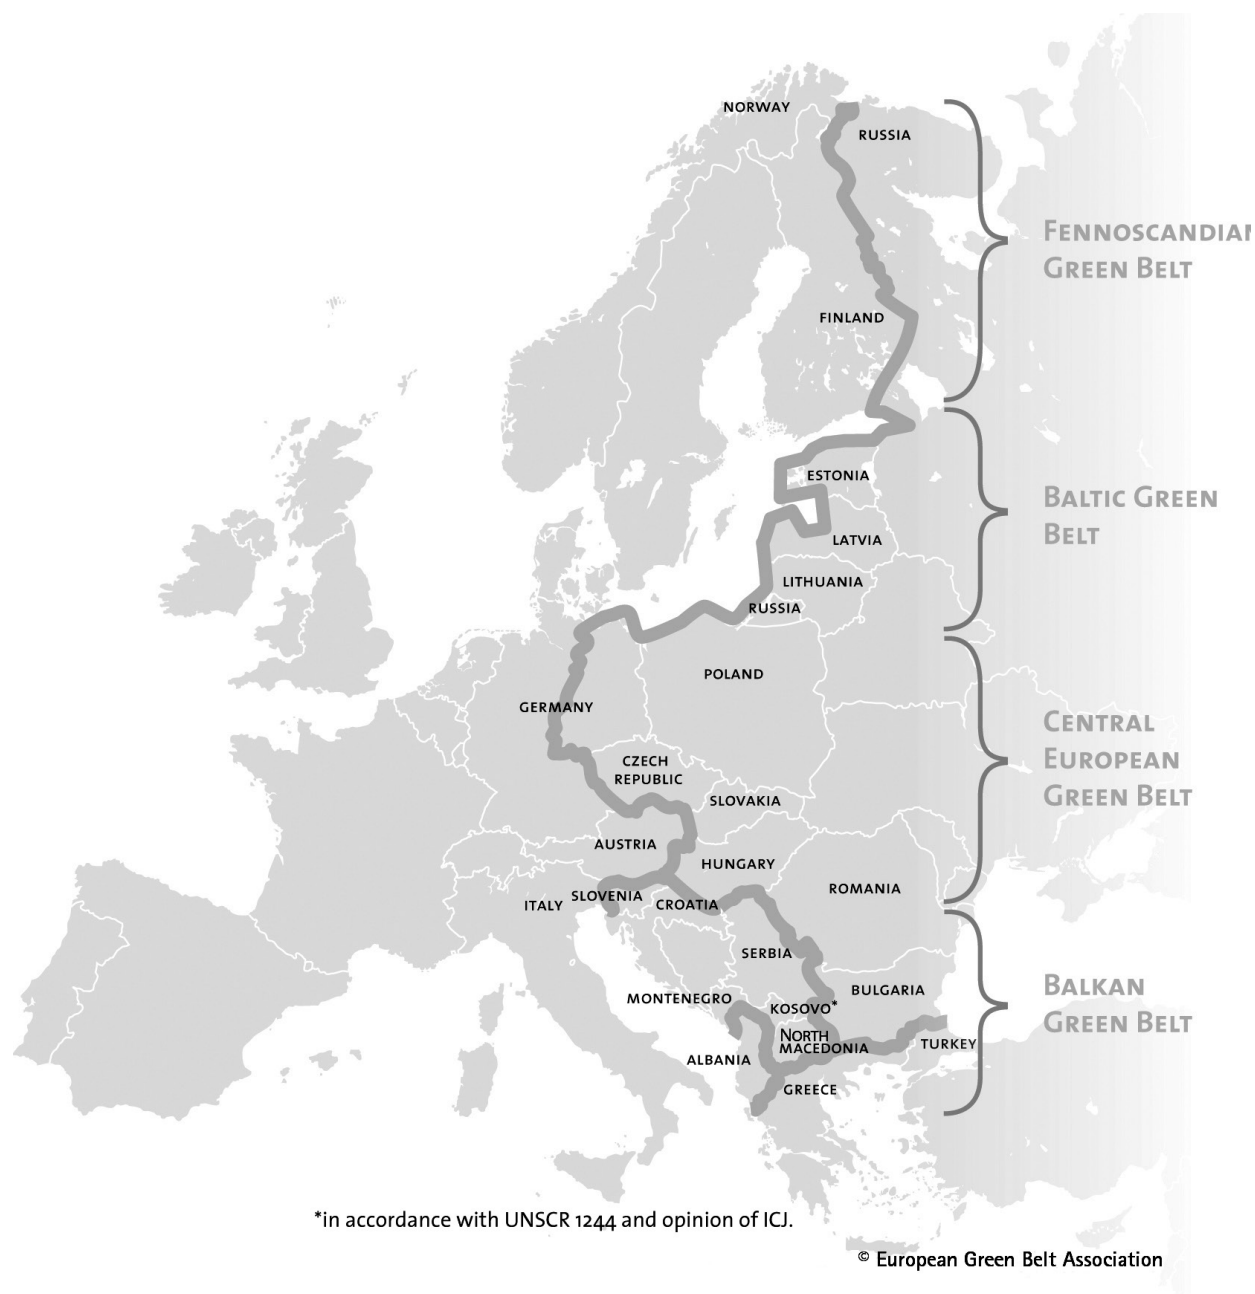 NORWAY
RUSSIA
FENNOSCANDIAN
GREEN BELT
FINLAND
ESTONIA
BALTIC GREEN
BELT
LATVIA
LITHUANIA
RUSSIA
POLAND
GERMANY
CENTRAL
EUROPEAN
GREEN BELT
CZECH
REPUBLIC
SLOVAKIA
AUSTRIA
HUNGARY
ROMANIA
SLOVENIA
ITALY
CROATIA
SERBIA
BULGARIA
BALKAN
GREEN BELT
MONTENEGRO
KOSOVO*
NORTH
MACEDONIA
TURKEY
ALBANIA
GREECE
*in accordance with UNSCR 1244 and opinion of ICJ.
© European Green Belt Association